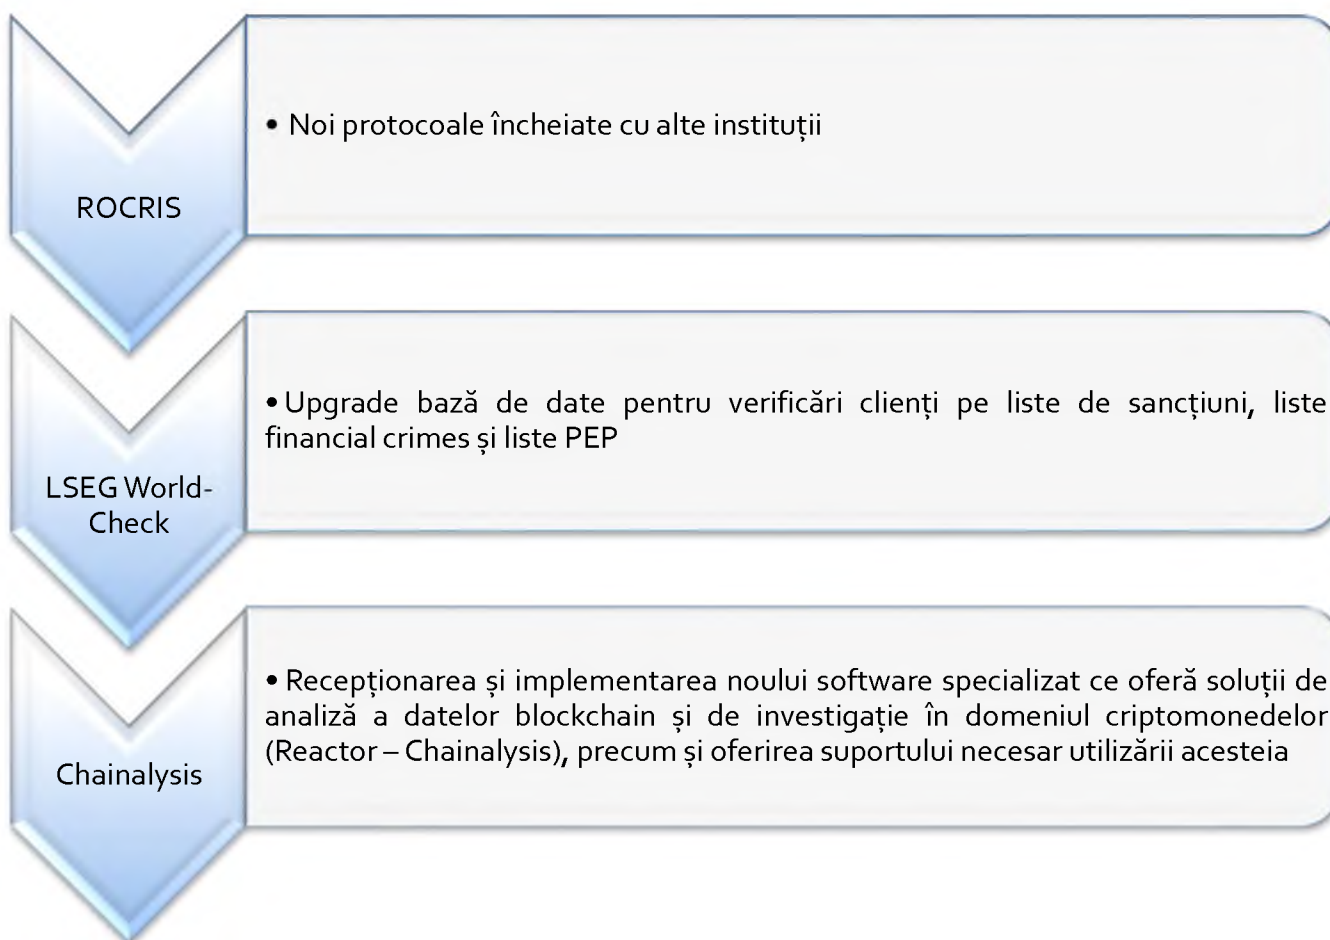 ROCRIS
• Noi protocoale încheiate cu alte instituții
LSEG World-
Check
• Upgrade bază de date pentru verificări clienți pe liste de sancțiuni, liste
financial crimes și liste PEP
Chainalysis
• Recepționarea și implementarea noului software specializat ce oferă soluții de
analiză a datelor blockchain și de investigație în domeniul criptomonedelor
(Reactor – Chainalysis), precum și oferirea suportului necesar utilizării acesteia